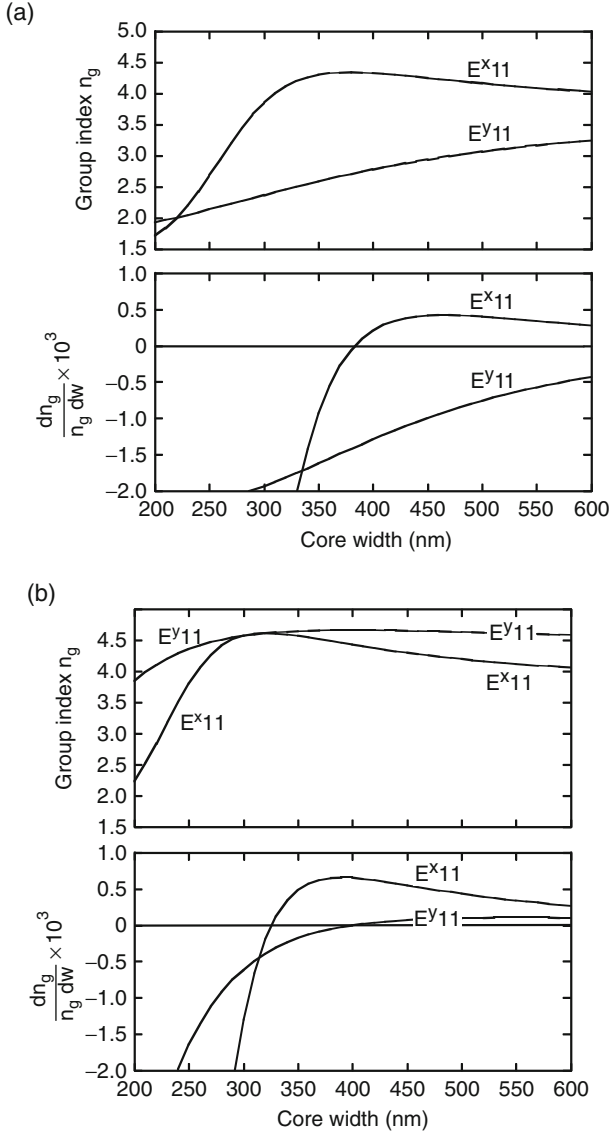 (a)
5.0
4.5
4.0
3.5
3.0
2.5
2.0
1.5
Group index n_g
E^x11
E^y11
1.0
0.5
0
−0.5
−1.0
−1.5
−2.0
dn_g
n_g dw
×10^3
E^x11
E^y11
200 250 300 350 400 450 500 550 600
Core width (nm)
(b)
4.5
4.0
3.5
3.0
2.5
2.0
1.5
Group index n_g
E^y11
E^y11
E^x11
E^x11
1.0
0.5
0
−0.5
−1.0
−1.5
−2.0
dn_g
n_g dw
×10^3
E^x11
E^y11
200 250 300 350 400 450 500 550 600
Core width (nm)